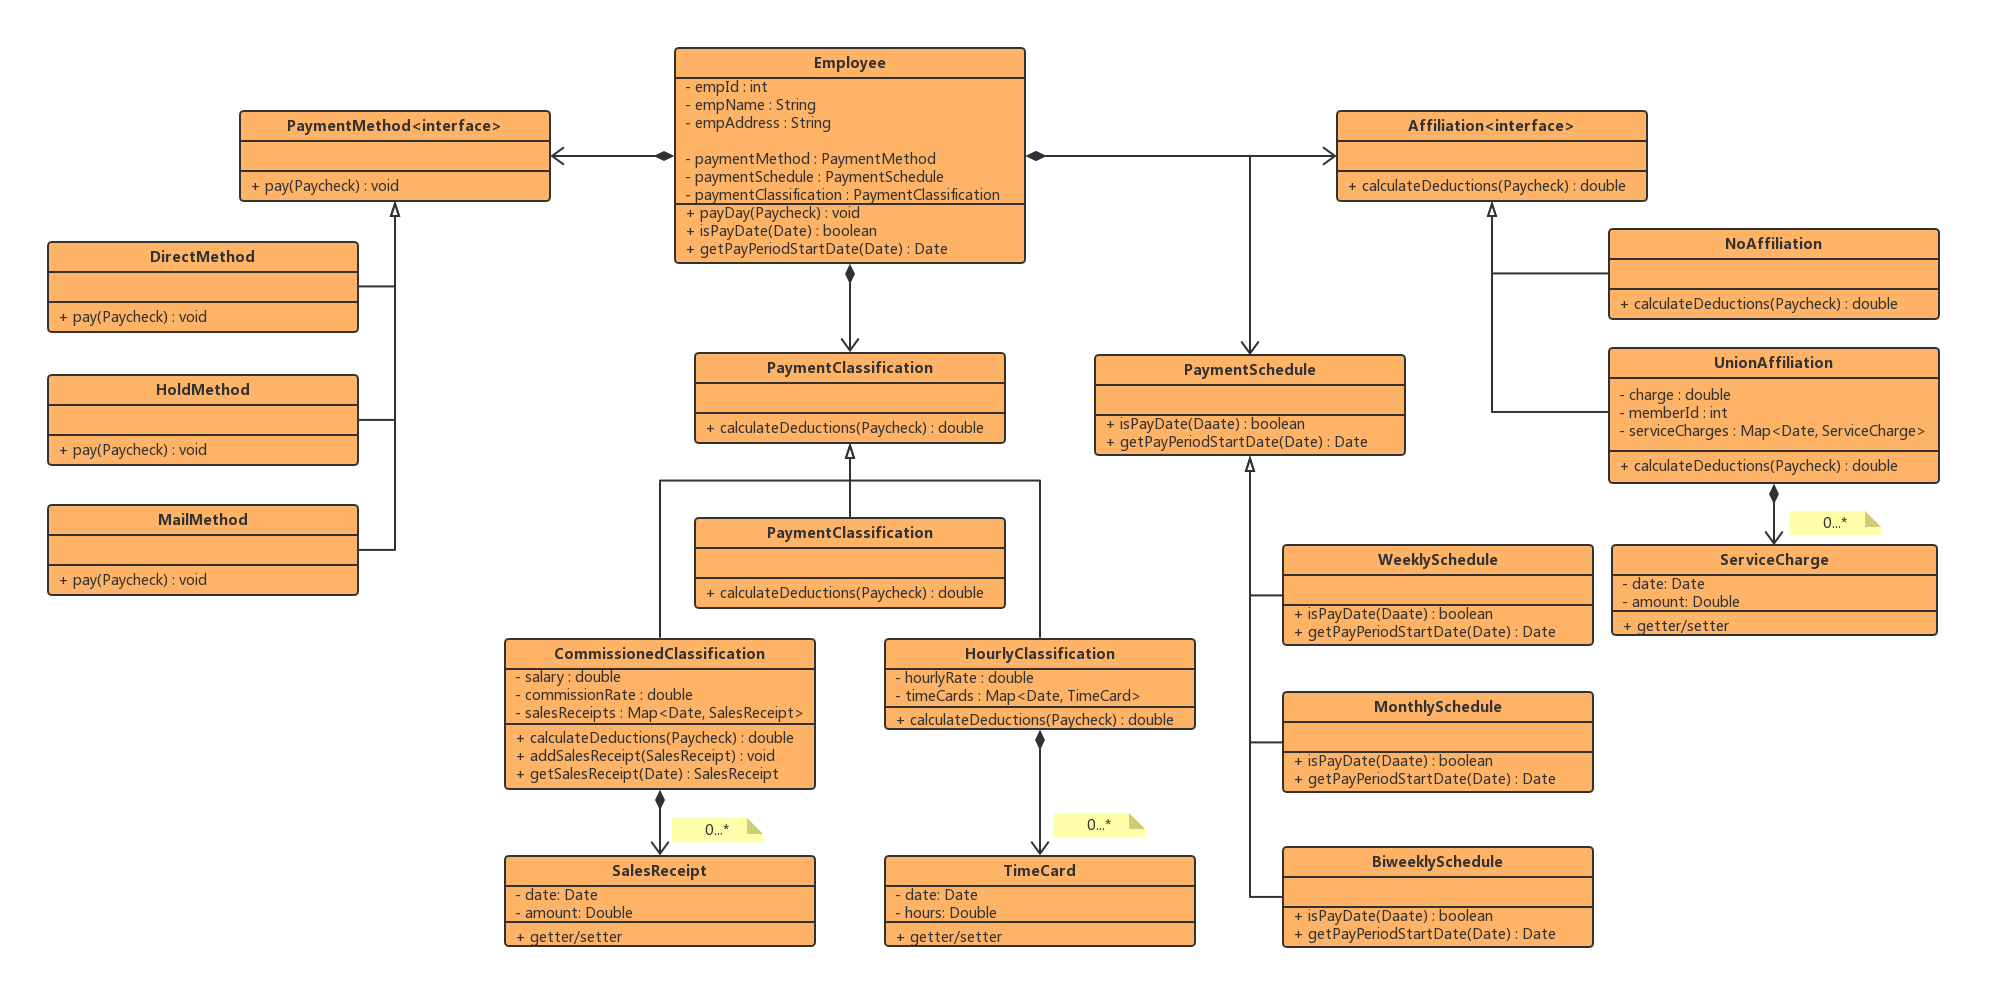 Employee
- empId : int
- empName : String
- empAddress : String
- paymentMethod : PaymentMethod
- paymentSchedule : PaymentSchedule
- paymentClassification : PaymentClassification
+ payDay(Paycheck) : void
+ isPayDate(Date) : boolean
+ getPayPeriodStartDate(Date) : Date
PaymentMethod<interface>
+ pay(Paycheck) : void
Affiliation<interface>
+ calculateDeductions(Paycheck) : double
DirectMethod
+ pay(Paycheck) : void
HoldMethod
+ pay(Paycheck) : void
MailMethod
+ pay(Paycheck) : void
PaymentClassification
+ calculateDeductions(Paycheck) : double
PaymentClassification
+ calculateDeductions(Paycheck) : double
CommissionedClassification
- salary : double
- commissionRate : double
- salesReceipts : Map<Date, SalesReceipt>
+ calculateDeductions(Paycheck) : double
+ addSalesReceipt(SalesReceipt) : void
+ getSalesReceipt(Date) : SalesReceipt
0...*
SalesReceipt
- date: Date
- amount: Double
+ getter/setter
HourlyClassification
- hourlyRate : double
- timeCards : Map<Date, TimeCard>
+ calculateDeductions(Paycheck) : double
0...*
TimeCard
- date: Date
- hours: Double
+ getter/setter
PaymentSchedule
+ isPayDate(Daate) : boolean
+ getPayPeriodStartDate(Date) : Date
WeeklySchedule
+ isPayDate(Daate) : boolean
+ getPayPeriodStartDate(Date) : Date
MonthlySchedule
+ isPayDate(Daate) : boolean
+ getPayPeriodStartDate(Date) : Date
BiweeklySchedule
+ isPayDate(Daate) : boolean
+ getPayPeriodStartDate(Date) : Date
NoAffiliation
+ calculateDeductions(Paycheck) : double
UnionAffiliation
- charge : double
- memberId : int
- serviceCharges : Map<Date, ServiceCharge>
+ calculateDeductions(Paycheck) : double
0...*
ServiceCharge
- date: Date
- amount: Double
+ getter/setter